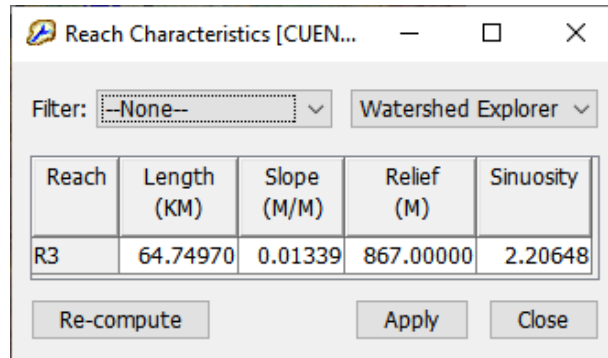 Reach Characteristics [CUEN...
Filter: --None-- Watershed Explorer
Reach Length (KM) Slope (M/M) Relief (M) Sinuosity
R3 64.74970 0.01339 867.00000 2.20648
Re-compute Apply Close